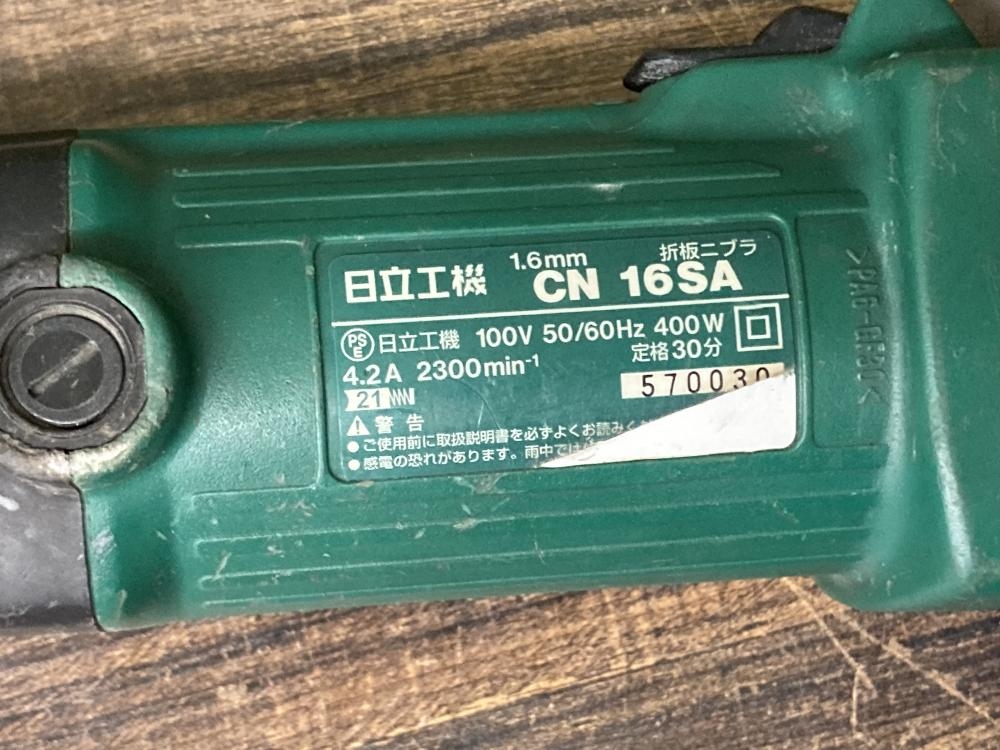 1.6mm 折板ニブラ
日立工機 CN 16SA
PS E 日立工機 100V 50/60Hz 400W
定格30分
4.2A 2300min-1
570030
21
警告
●ご使用前に取扱説明書を必ずよくお読みく
●感電の恐れがあります。雨中では